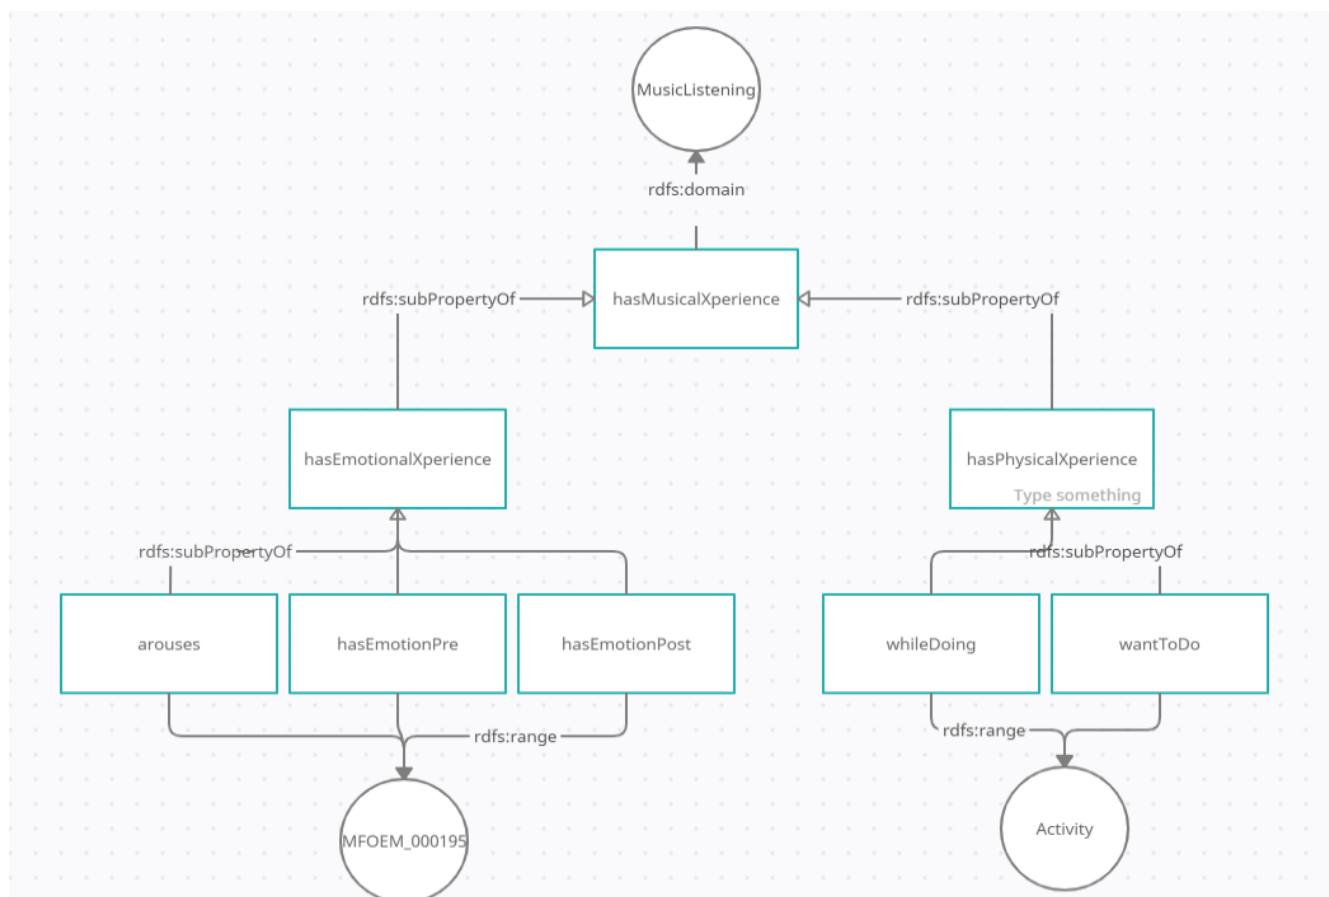 MusicListening
rdfs:domain
rdfs:subPropertyOf
hasMusicalXperience
rdfs:subPropertyOf
hasEmotionalXperience
hasPhysicalXperience
Type something
rdfs:subPropertyOf
rdfs:subPropertyOf
arouses
hasEmotionPre
hasEmotionPost
whileDoing
wantToDo
rdfs:range
rdfs:range
MFOEM_000195
Activity